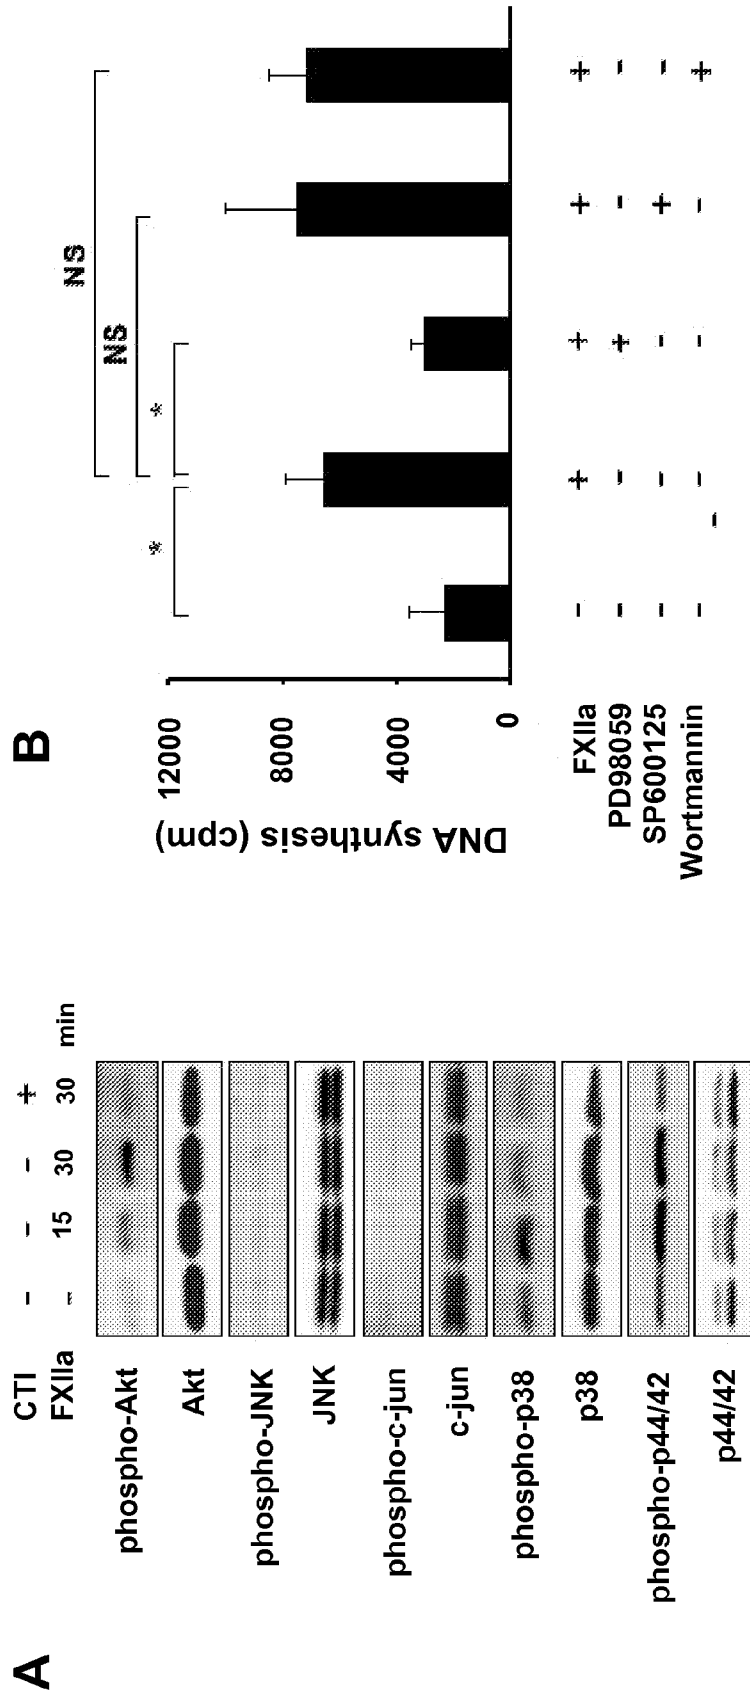 A
CTI – – – +
FXIIa – 15 30 30 min
phospho-Akt
Akt
phospho-JNK
JNK
phospho-c-jun
c-jun
phospho-p38
p38
phospho-p44/42
p44/42
B
NS
NS
* *
DNA synthesis (cpm)
12000
8000
4000
0
FXIIa – + + + +
PD98059 – – + – –
SP600125 – – – + –
Wortmannin – – – – +